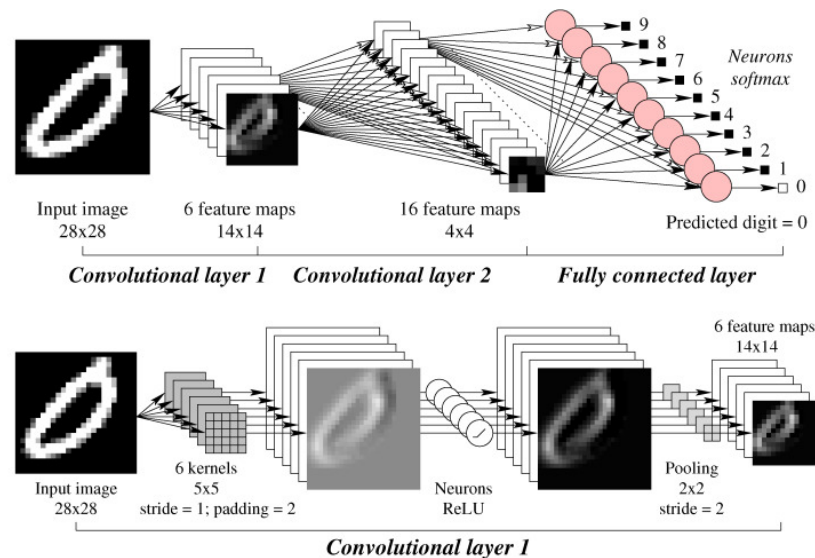 9
8
7
6
5
4
3
2
1
0
Neurons
softmax
Input image
28x28
6 feature maps
14x14
16 feature maps
4x4
Predicted digit = 0
Convolutional layer 1
Convolutional layer 2
Fully connected layer
6 feature maps
14x14
Input image
28x28
6 kernels
5x5
stride = 1; padding = 2
Neurons
ReLU
Pooling
2x2
stride = 2
Convolutional layer 1